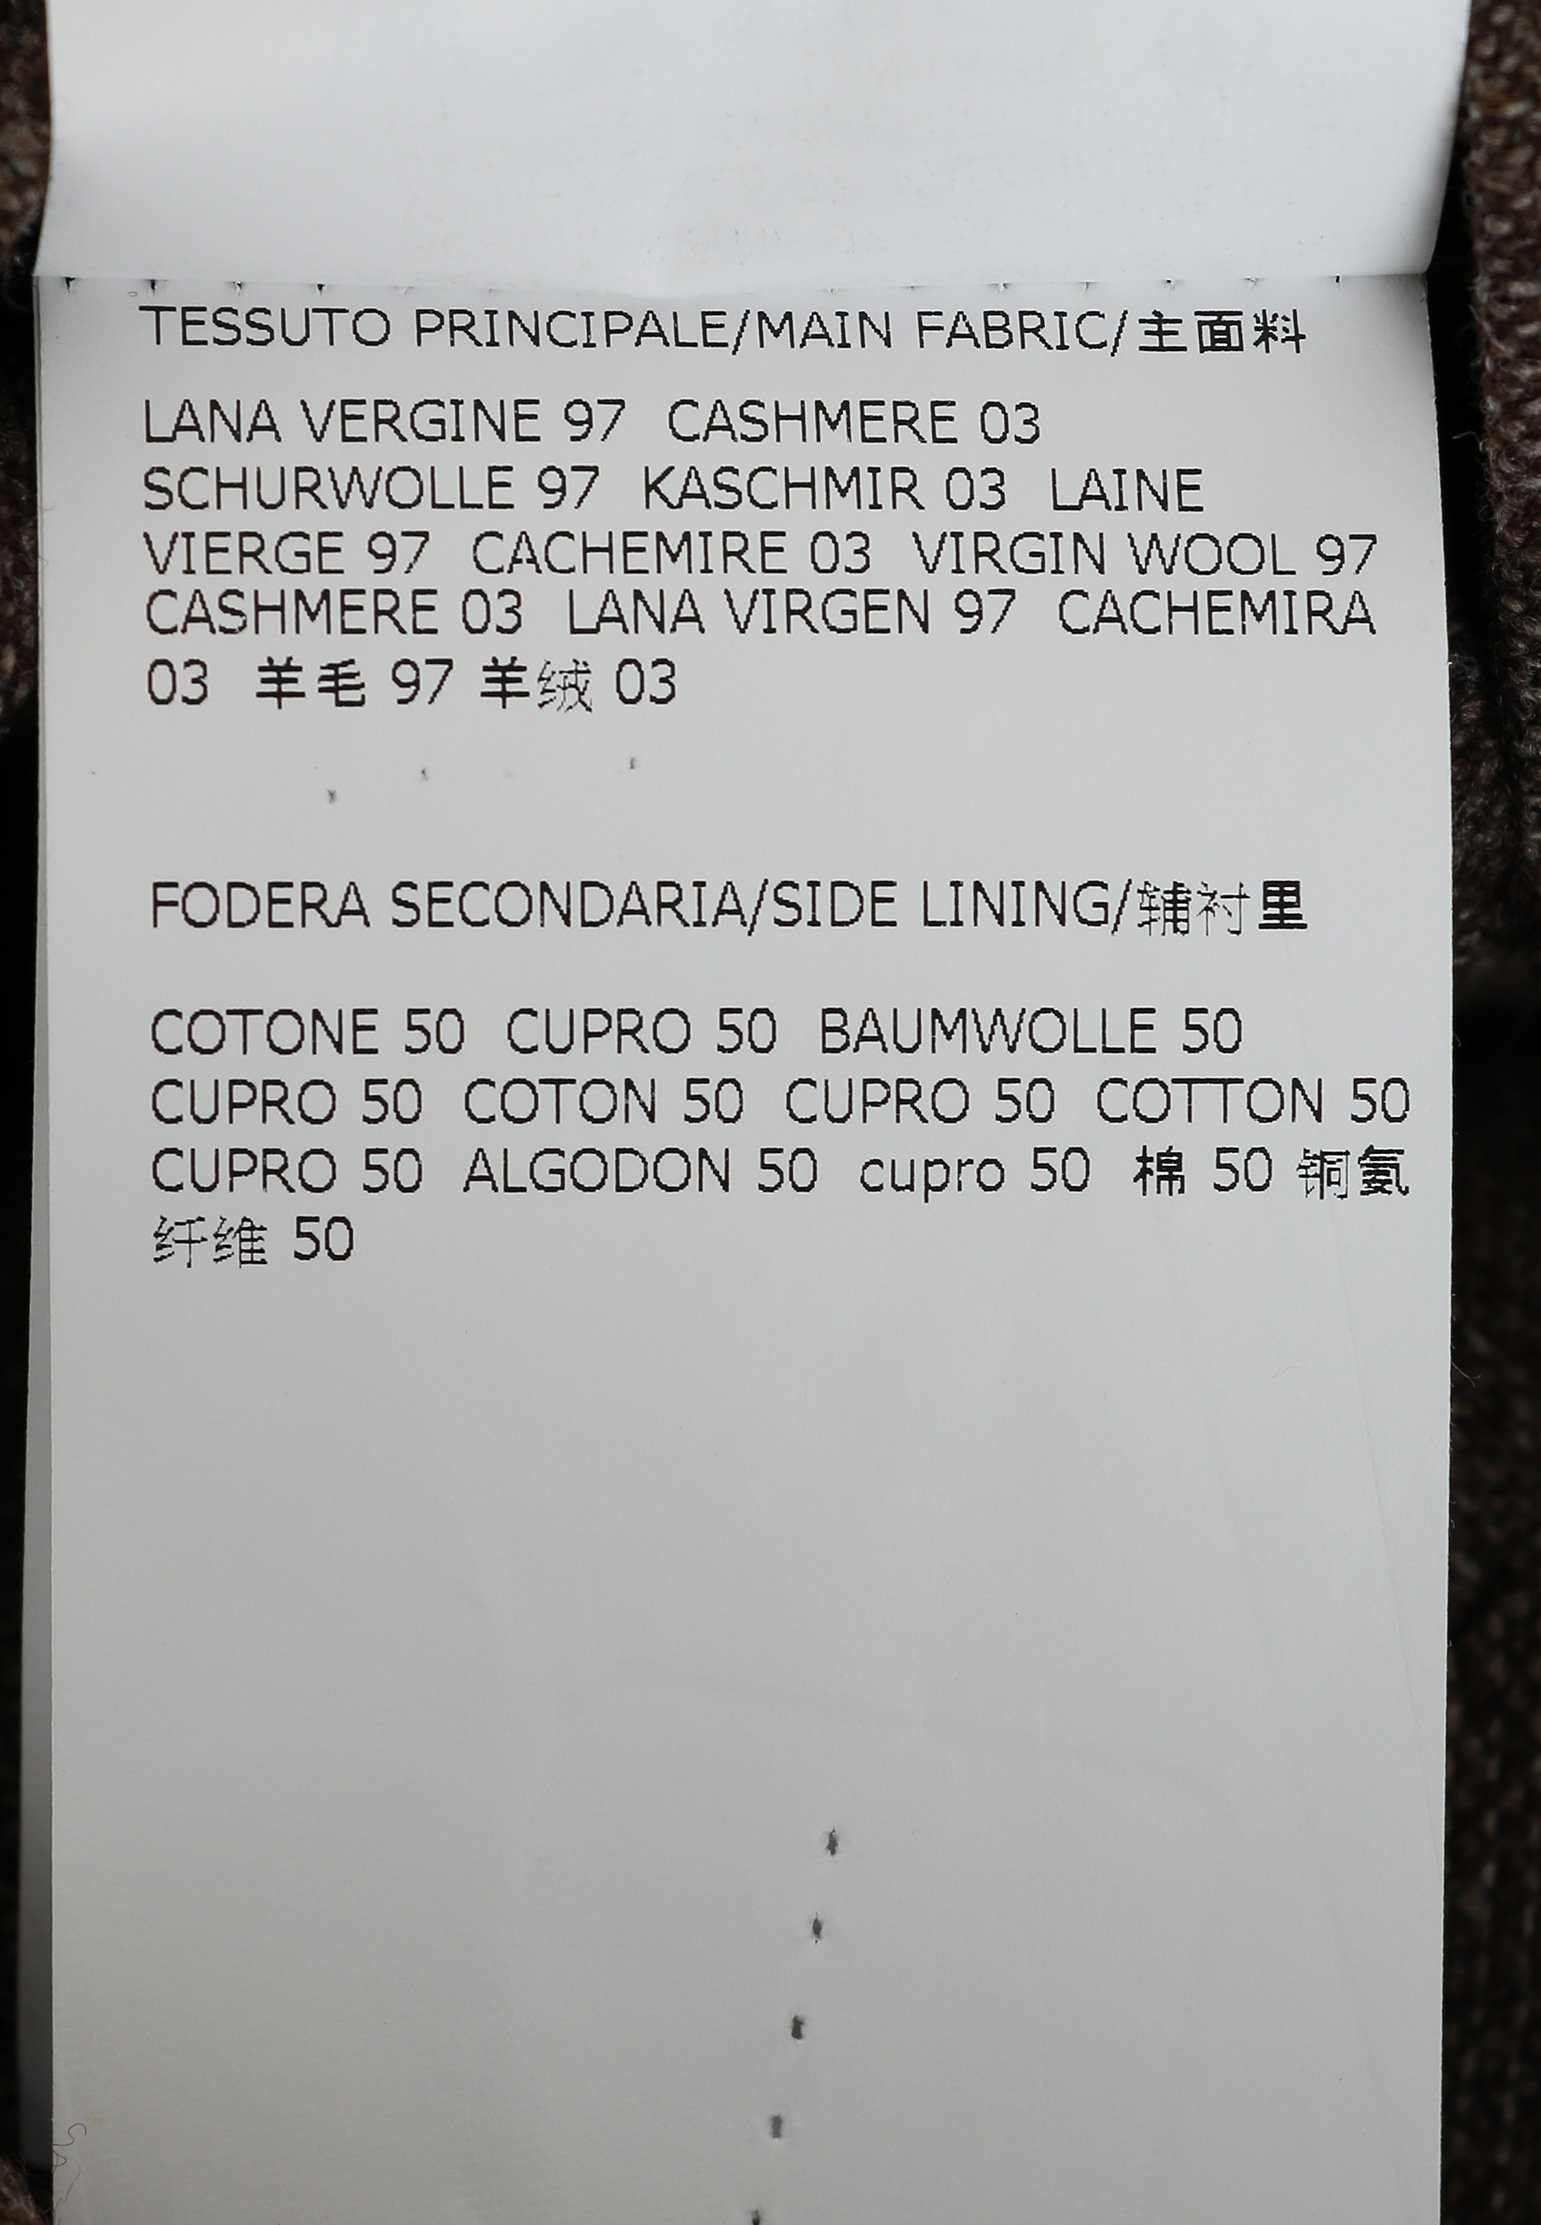 TESSUTO PRINCIPALE/MAIN FABRIC/主面料
LANA VERGINE 97 CASHMERE 03
SCHURWOLLE 97 KASCHMIR 03 LAINE
VIERGE 97 CACHEMIRE 03 VIRGIN WOOL 97
CASHMERE 03 LANA VIRGEN 97 CACHEMIRA
03 羊毛 97 羊绒 03
FODERA SECONDARIA/SIDE LINING/辅衬里
COTONE 50 CUPRO 50 BAUMWOLLE 50
CUPRO 50 COTON 50 CUPRO 50 COTTON 50
CUPRO 50 ALGODON 50 cupro 50 棉 50 铜氨
纤维 50